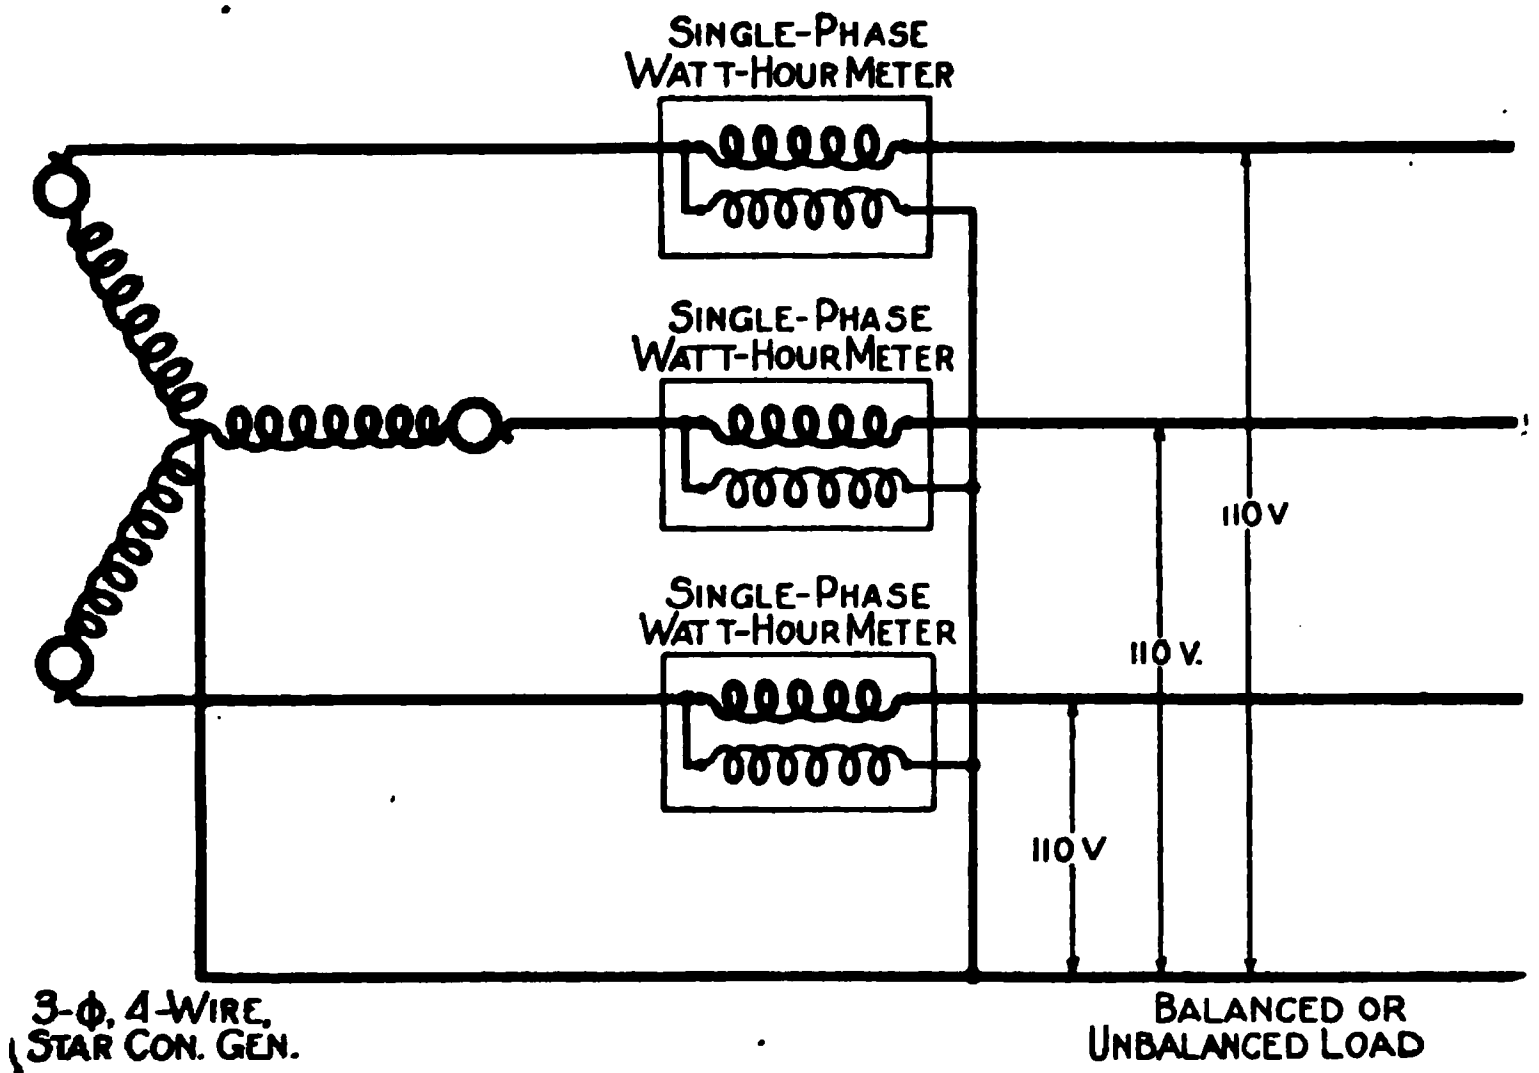 SINGLE-PHASE
WATT-HOUR METER
SINGLE-PHASE
WATT-HOUR METER
110 V
SINGLE-PHASE
WATT-HOUR METER
110 V.
110 V
3-ϕ, 4-WIRE,
STAR CON. GEN.
BALANCED OR
UNBALANCED LOAD